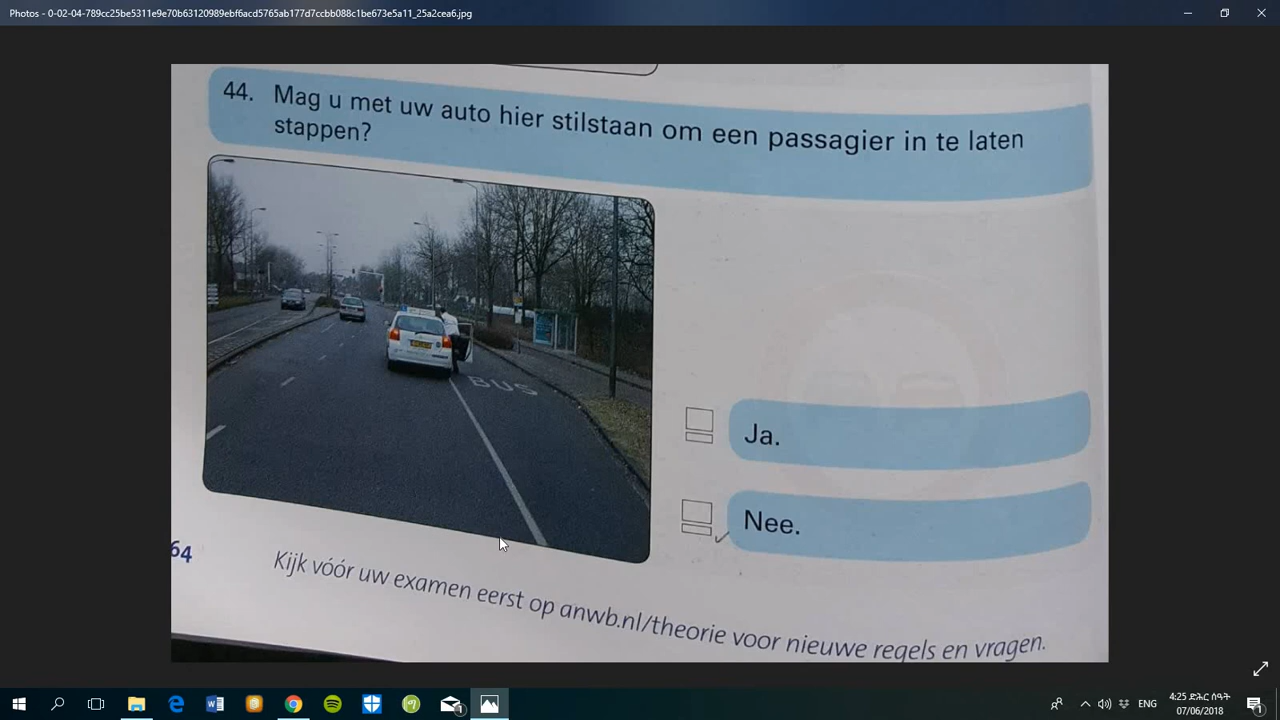 Photos - 0-02-04-789cc25be5311e9e70b63120989ebf6acd5765ab177d7ccbb088c1be673e5a11_25a2cea6.jpg
44. Mag u met uw auto hier stilstaan om een passagier in te laten
stappen?
BUS
Ja.
Nee.
64
Kijk vóór uw examen eerst op anwb.nl/theorie voor nieuwe regels en vragen.
ENG
4:25 ድኅር ሰዓት
07/06/2018